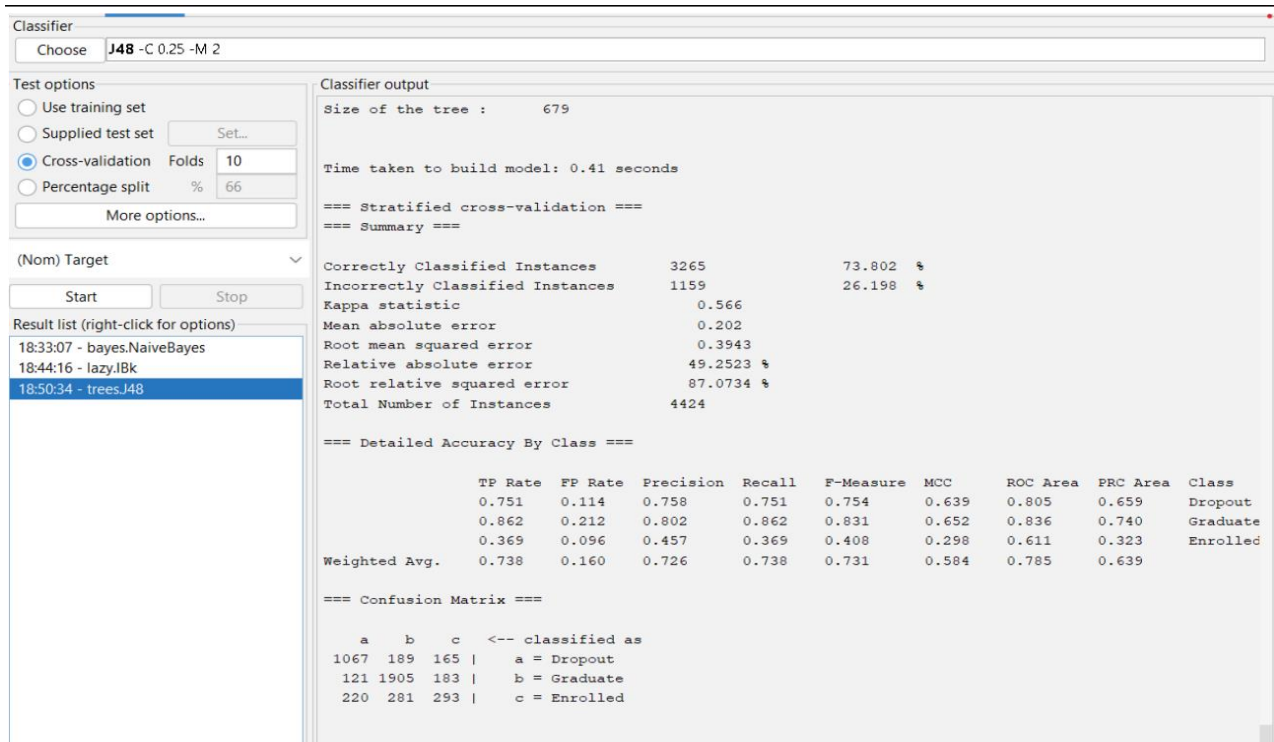 Classifier
Choose J48 -C 0.25 -M 2
Test options
Use training set
Supplied test set Set...
Cross-validation Folds 10
Percentage split % 66
More options...
(Nom) Target
Start Stop
Result list (right-click for options)
18:33:07 - bayes.NaiveBayes
18:44:16 - lazy.IBk
18:50:34 - trees.J48
Classifier output
Size of the tree : 679
Time taken to build model: 0.41 seconds
=== Stratified cross-validation ===
=== Summary ===
Correctly Classified Instances 3265 73.802 %
Incorrectly Classified Instances 1159 26.198 %
Kappa statistic 0.566
Mean absolute error 0.202
Root mean squared error 0.3943
Relative absolute error 49.2523 %
Root relative squared error 87.0734 %
Total Number of Instances 4424
=== Detailed Accuracy By Class ===
TP Rate FP Rate Precision Recall F-Measure MCC ROC Area PRC Area Class
0.751 0.114 0.758 0.751 0.754 0.639 0.805 0.659 Dropout
0.862 0.212 0.802 0.862 0.831 0.652 0.836 0.740 Graduate
0.369 0.096 0.457 0.369 0.408 0.298 0.611 0.323 Enrolled
Weighted Avg. 0.738 0.160 0.726 0.738 0.731 0.584 0.785 0.639
=== Confusion Matrix ===
a b c <-- classified as
1067 189 165 | a = Dropout
121 1905 183 | b = Graduate
220 281 293 | c = Enrolled